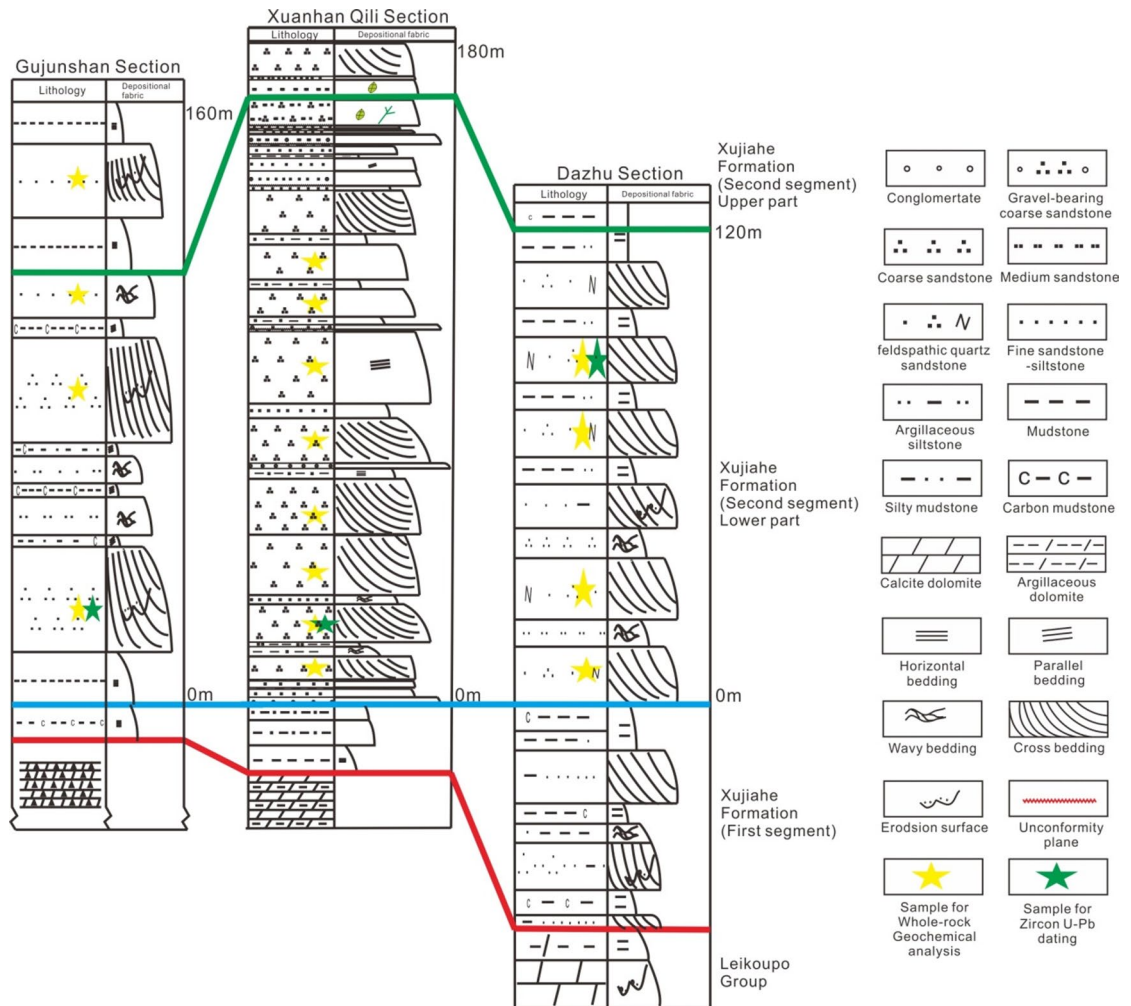 Xuanhan Qili Section
Lithology
Depositional fabric
180m
Gujunshan Section
Lithology
Depositional
fabric
160m
Dazhu Section
Lithology
Depositional fabric
120m
0m
0m
0m
C
C
C
C
C
C
C
C
C
C
C
c
N
N
N
N
N
C
C
C
C
Xujiahe
Formation
(Second segment)
Upper part
Xujiahe
Formation
(Second segment)
Lower part
Xujiahe
Formation
(First segment)
Leikoupo
Group
Conglomertate
Gravel-bearing
coarse sandstone
Coarse sandstone
Medium sandstone
N
feldspathic quartz
sandstone
Fine sandstone
-siltstone
Argillaceous
siltstone
Mudstone
Silty mudstone
C C
Carbon mudstone
Calcite dolomite
Argillaceous
dolomite
Horizontal
bedding
Parallel
bedding
Wavy bedding
Cross bedding
Erodsion surface
Unconformity
plane
Sample for
Whole-rock
Geochemical
analysis
Sample for
Zircon U-Pb
dating